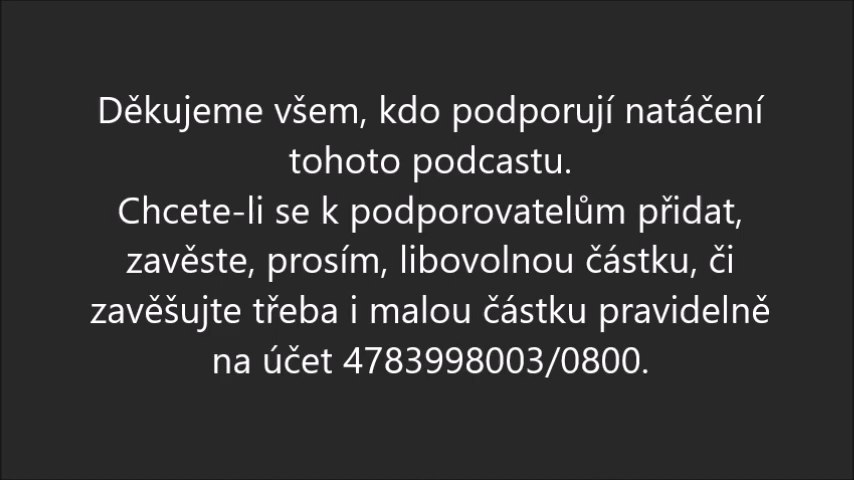 Děkujeme všem, kdo podporují natáčení
tohoto podcastu.
Chcete-li se k podporovatelům přidat,
zavěste, prosím, libovolnou částku, či
zavěšujte třeba i malou částku pravidelně
na účet 4783998003/0800.